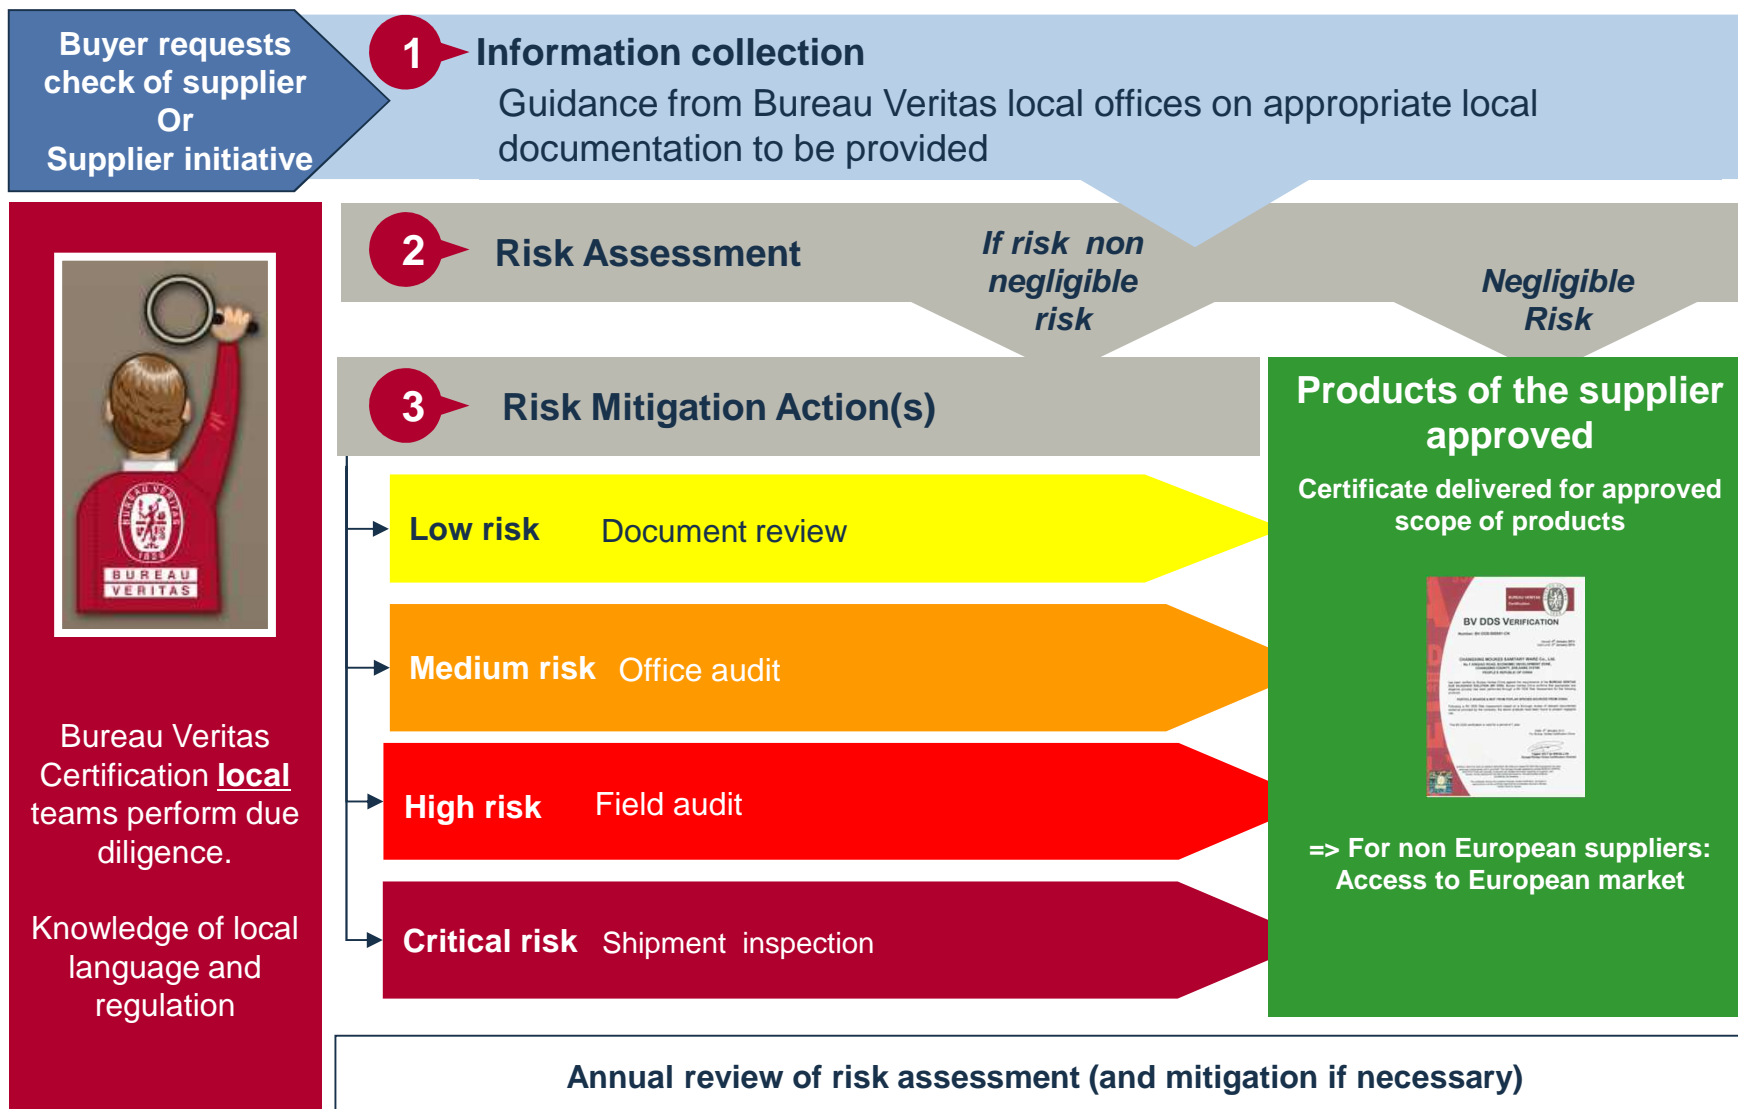 Buyer requests
check of supplier
Or
Supplier initiative
1
Information collection
Guidance from Bureau Veritas local offices on appropriate local
documentation to be provided
2
Risk Assessment
If risk non
negligible
risk
Negligible
Risk
3
Risk Mitigation Action(s)
Low risk Document review
Medium risk Office audit
High risk Field audit
Critical risk Shipment inspection
Products of the supplier
approved
Certificate delivered for approved
scope of products
BV DDS VERIFICATION
=> For non European suppliers:
Access to European market
BUREAU VERITAS
1828
BUREAU
VERITAS
Bureau Veritas
Certification local
teams perform due
diligence.
Knowledge of local
language and
regulation
Annual review of risk assessment (and mitigation if necessary)